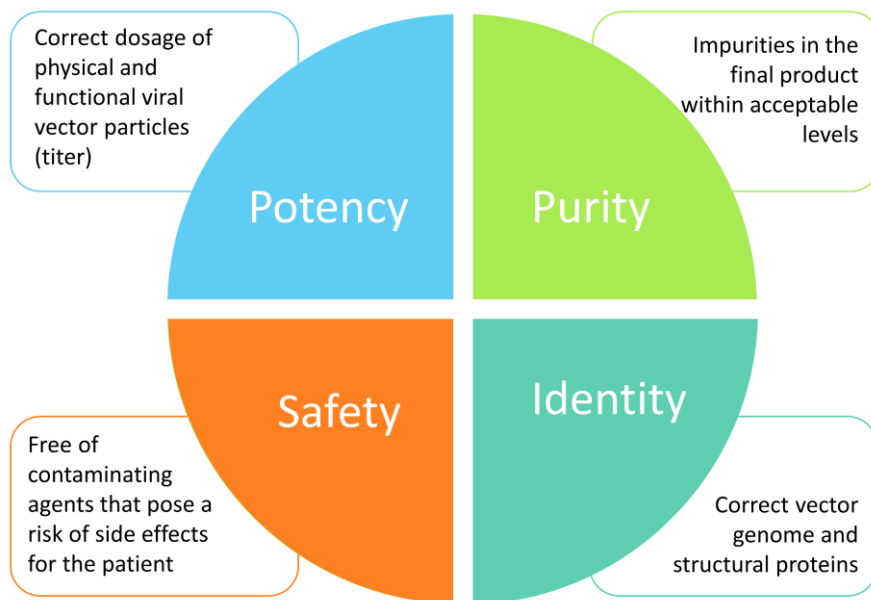 Correct dosage of
physical and
functional viral
vector particles
(titer)
Potency
Impurities in the
final product
within acceptable
levels
Purity
Free of
contaminating
agents that pose a
risk of side effects
for the patient
Safety
Identity
Correct vector
genome and
structural proteins